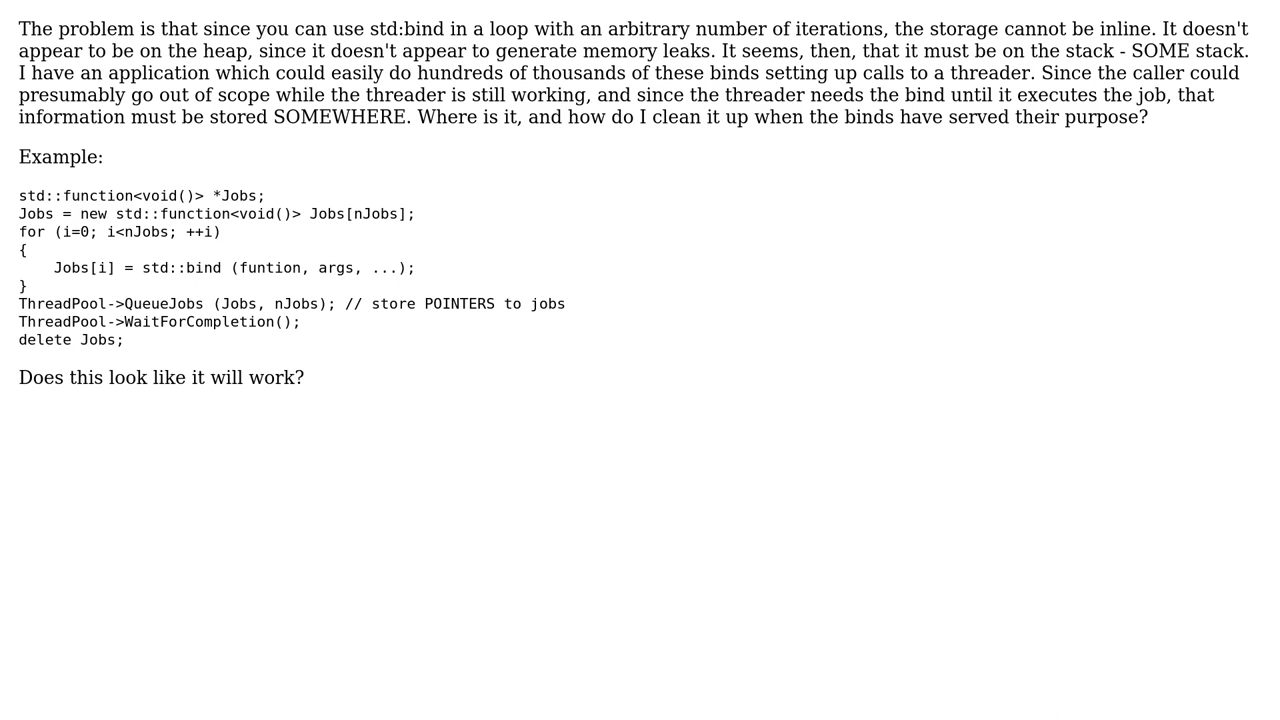 The problem is that since you can use std:bind in a loop with an arbitrary number of iterations, the storage cannot be inline. It doesn't
appear to be on the heap, since it doesn't appear to generate memory leaks. It seems, then, that it must be on the stack - SOME stack.
I have an application which could easily do hundreds of thousands of these binds setting up calls to a threader. Since the caller could
presumably go out of scope while the threader is still working, and since the threader needs the bind until it executes the job, that
information must be stored SOMEWHERE. Where is it, and how do I clean it up when the binds have served their purpose?
Example:
std::function<void()> *Jobs;
Jobs = new std::function<void()> Jobs[nJobs];
for (i=0; i<nJobs; ++i)
{
    Jobs[i] = std::bind (funtion, args, ...);
}
ThreadPool->QueueJobs (Jobs, nJobs); // store POINTERS to jobs
ThreadPool->WaitForCompletion();
delete Jobs;
Does this look like it will work?